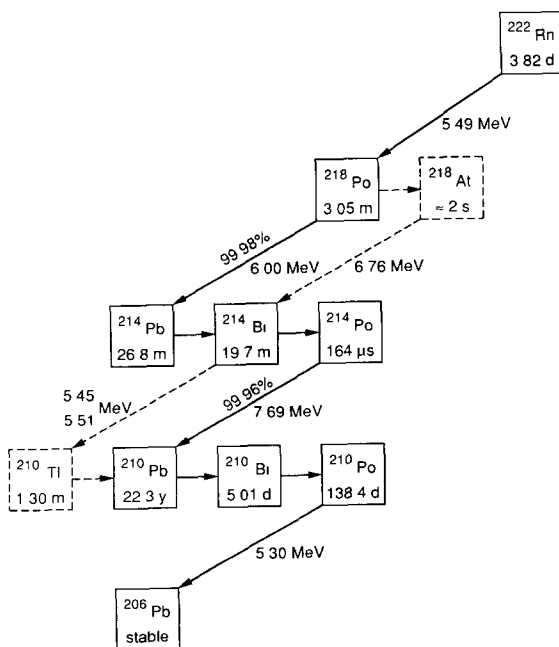 222 Rn
3 82 d
5 49 MeV
218 Po
3 05 m
218 At
≈ 2 s
99 98%
6 00 MeV
6 76 MeV
214 Pb
26 8 m
214 Bi
19 7 m
214 Po
164 µs
5 45
5 51
MeV
99 96%
7 69 MeV
210 Tl
1 30 m
210 Pb
22 3 y
210 Bi
5 01 d
210 Po
138 4 d
5 30 MeV
206 Pb
stable